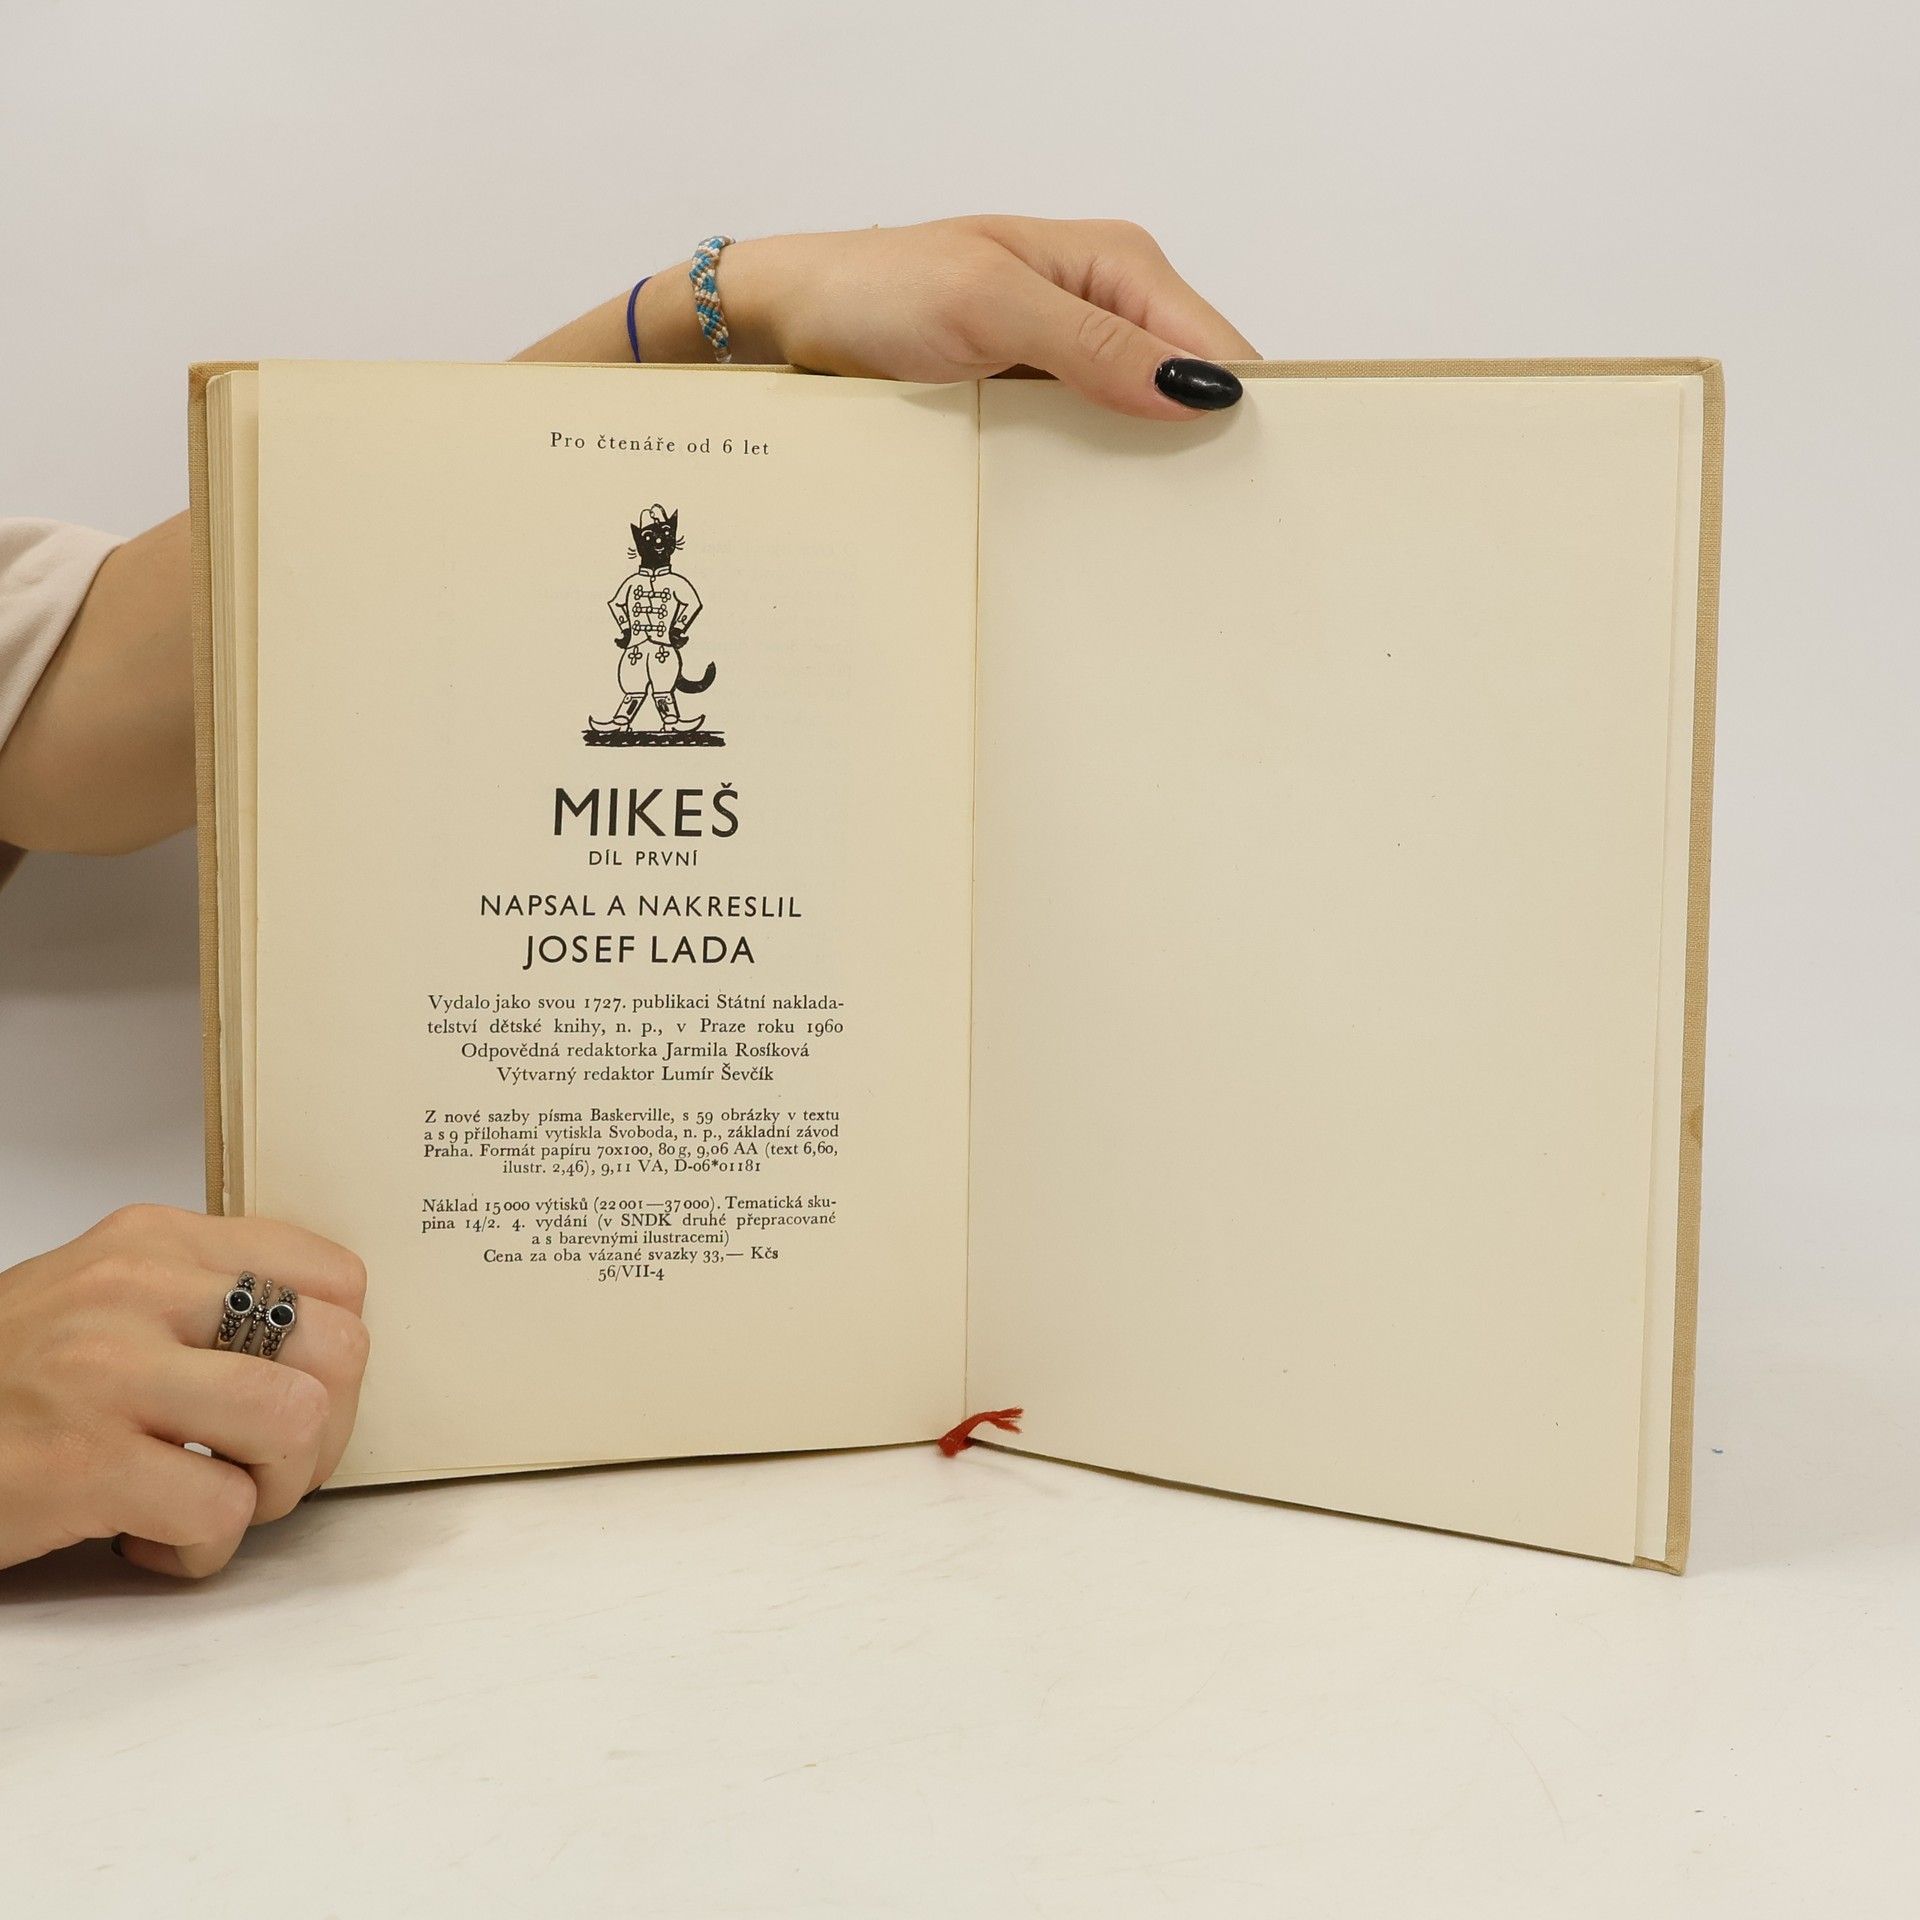 Pro čtenáře od 6 let
MIKEŠ
DÍL PRVNÍ
NAPSAL A NAKRESLIL
JOSEF LADA
Vydalo jako svou 1727. publikaci Státní naklada-
telství dětské knihy, n. p., v Praze roku 1960
Odpovědná redaktorka Jarmila Rosíková
Výtvarný redaktor Lumír Ševčík
Z nové sazby písma Baskerville, s 59 obrázky v textu
a s 9 přílohami vytiskla Svoboda, n. p., základní závod
Praha. Formát papíru 70x100, 80 g, 9,06 AA (text 6,60,
ilustr. 2,46), 9,11 VA, D-06*01181
Náklad 15 000 výtisků (22 001—37 000). Tematická sku-
pina 14/2. 4. vydání (v SNDK druhé přepracované
a s barevnými ilustracemi)
Cena za oba vázané svazky 33,— Kčs
56/VII-4